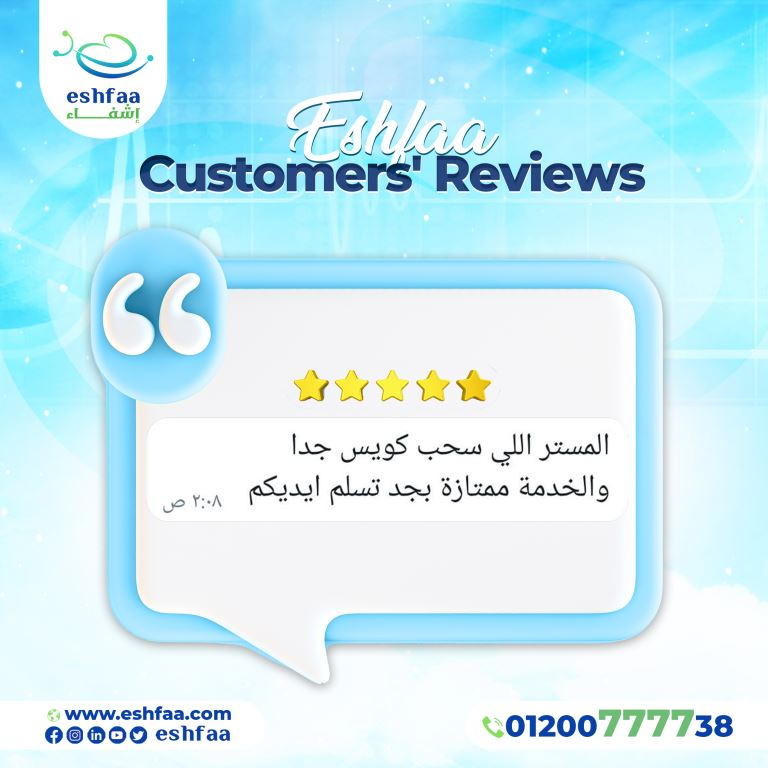 eshfaa
إشفاء
Eshfaa
Customers' Reviews
المستر اللي سحب كويس جدا
والخدمة ممتازة بجد تسلم ايديكم
٢:٠٨ ص
www.eshfaa.com
eshfaa
01200777738